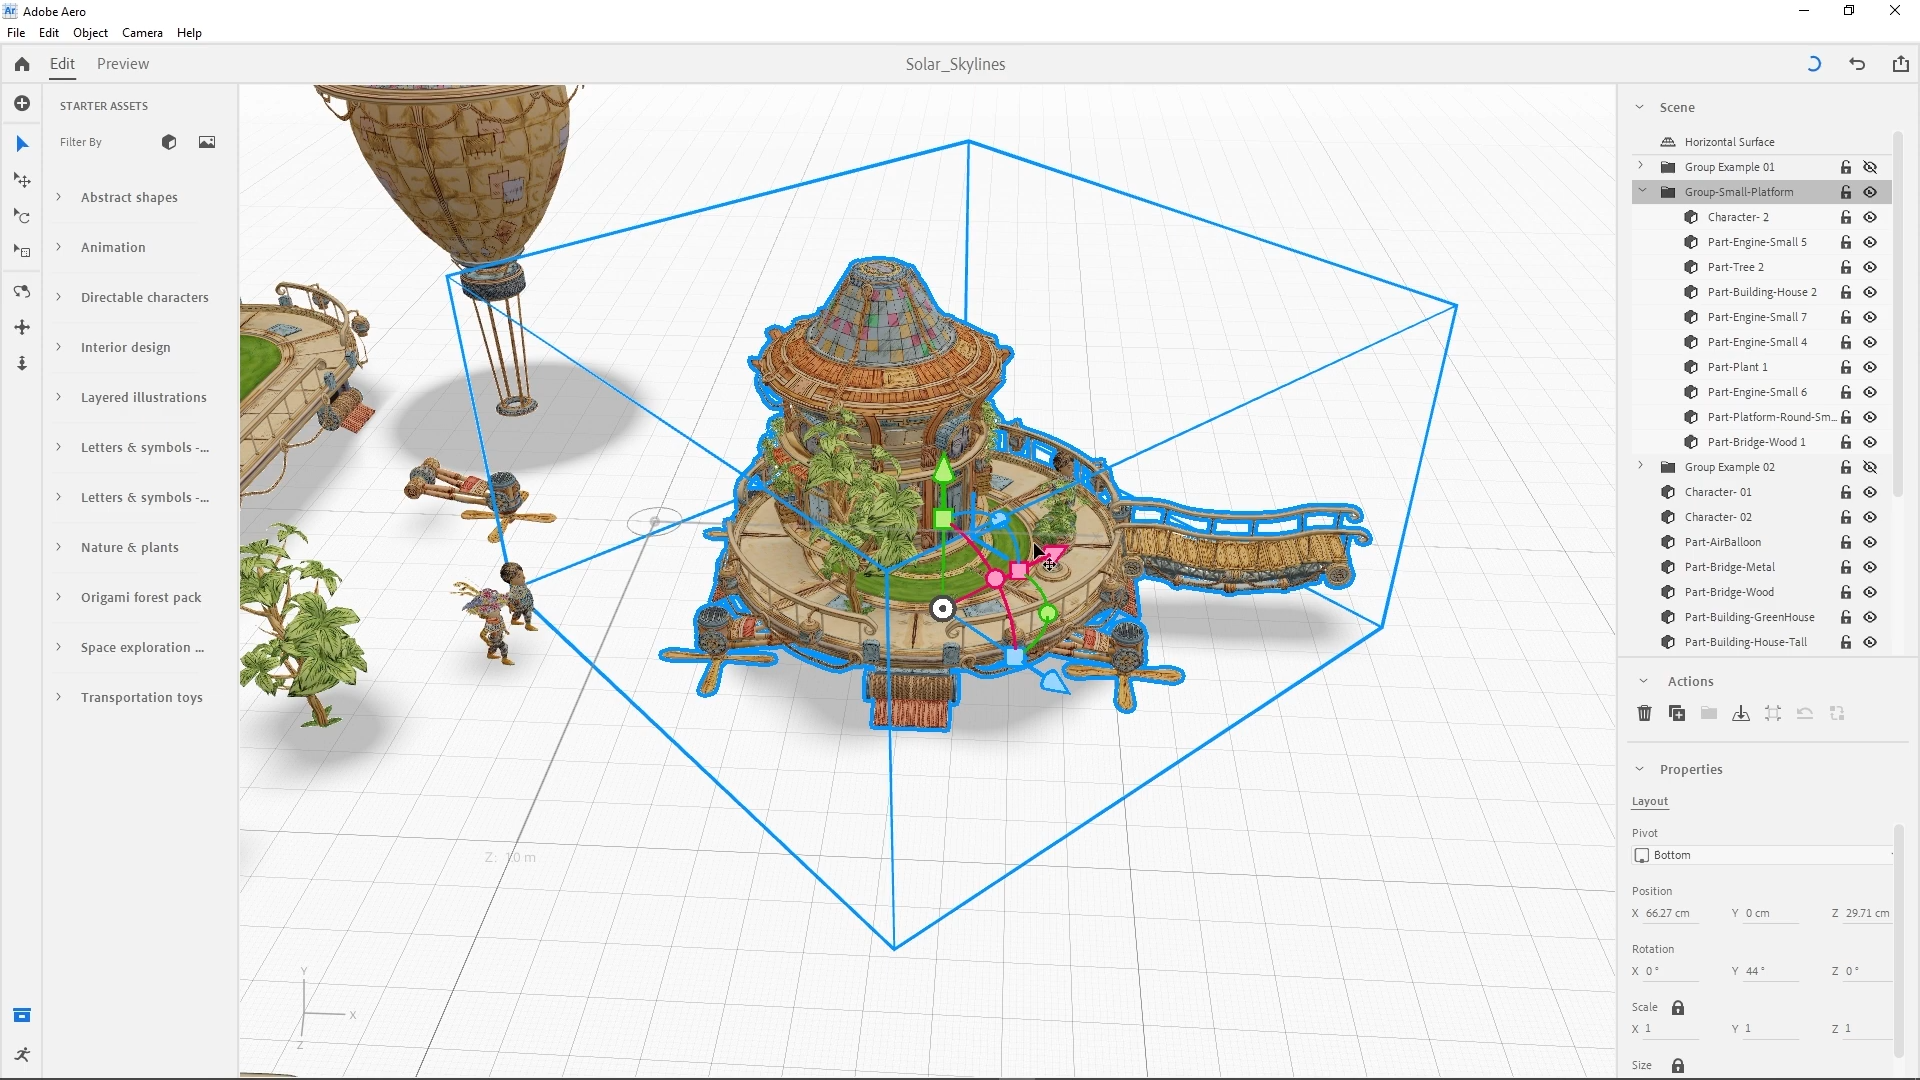 Ar Adobe Aero
File Edit Object Camera Help
Edit Preview Solar_Skylines
STARTER ASSETS
Filter By
Abstract shapes
Animation
Directable characters
Interior design
Layered illustrations
Letters & symbols -...
Letters & symbols -...
Nature & plants
Origami forest pack
Space exploration ...
Transportation toys
Z: 10 m
Y
X
Z
Scene
Horizontal Surface
Group Example 01
Group-Small-Platform
Character- 2
Part-Engine-Small 5
Part-Tree 2
Part-Building-House 2
Part-Engine-Small 7
Part-Engine-Small 4
Part-Plant 1
Part-Engine-Small 6
Part-Platform-Round-Sm...
Part-Bridge-Wood 1
Group Example 02
Character- 01
Character- 02
Part-AirBalloon
Part-Bridge-Metal
Part-Bridge-Wood
Part-Building-GreenHouse
Part-Building-House-Tall
Actions
Properties
Layout
Pivot
Bottom
Position
X 66.27 cm Y 0 cm Z 29.71 cm
Rotation
X 0° Y 44° Z 0°
Scale
X 1 Y 1 Z 1
Size